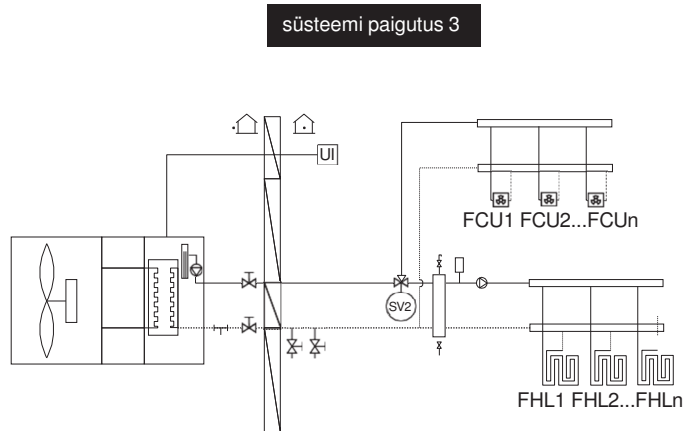 süsteemi paigutus 3
UI
FCU1 FCU2...FCUn
SV2
FHL1 FHL2...FHLn